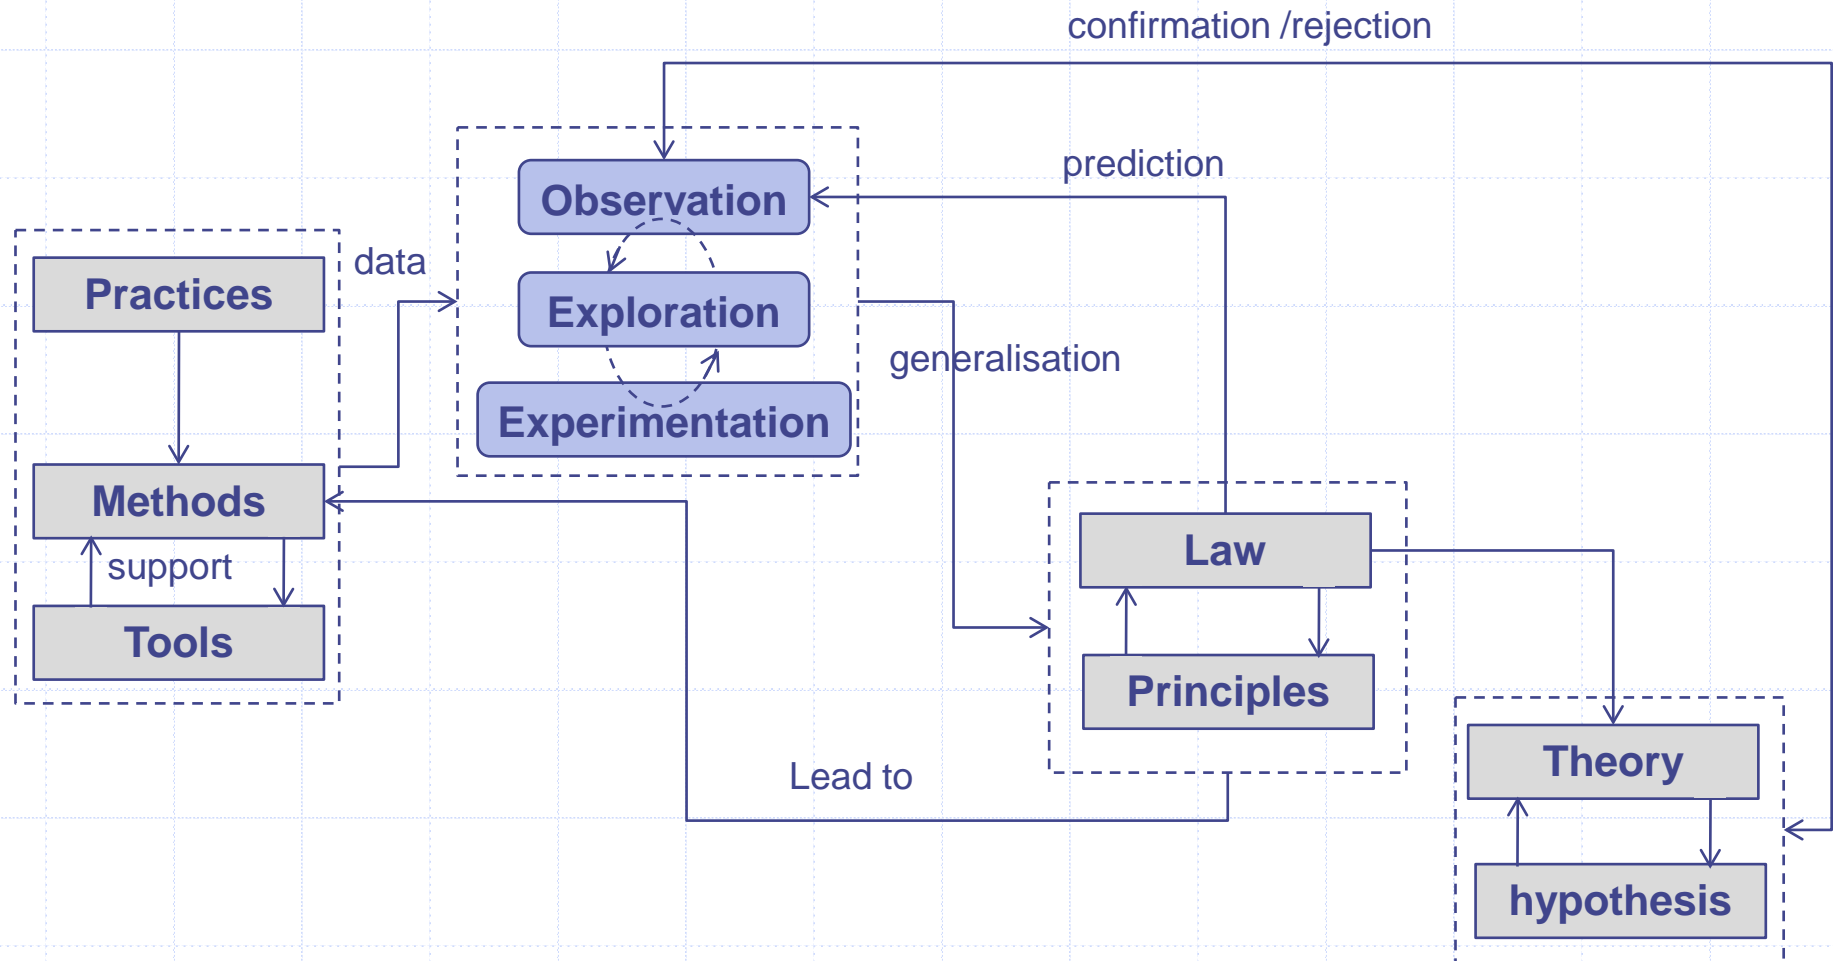 confirmation /rejection
prediction
Observation
data
Practices
Exploration
generalisation
Experimentation
Methods
support
Law
Tools
Principles
Lead to
Theory
hypothesis